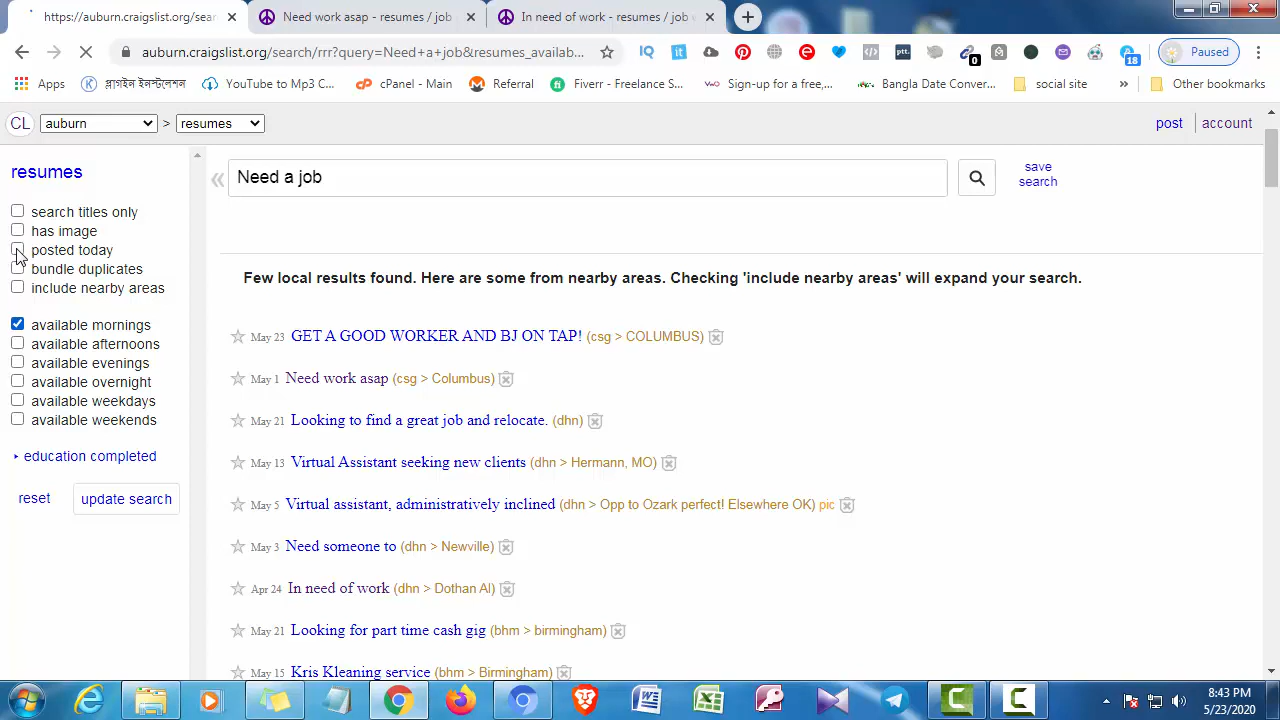 https://auburn.craigslist.org/sear
Need work asap - resumes / job
In need of work - resumes / job
auburn.craigslist.org/search/rrr?query=Need+a+job&resumes_availab...
ptt.
0
18
Paused
Apps
প্লাগইন ইনস্টলেশন
YouTube to Mp3 C...
cPanel - Main
Referral
Fiverr - Freelance S...
Sign-up for a free,...
Bangla Date Conver...
»
social site
Other bookmarks
CL
auburn
>
resumes
post
account
resumes
Need a job
save
search
search titles only
has image
posted today
bundle duplicates
include nearby areas
available mornings
available afternoons
available evenings
available overnight
available weekdays
available weekends
education completed
reset
update search
Few local results found. Here are some from nearby areas. Checking 'include nearby areas' will expand your search.
May 23 GET A GOOD WORKER AND BJ ON TAP! (csg > COLUMBUS)
May 1 Need work asap (csg > Columbus)
May 21 Looking to find a great job and relocate. (dhn)
May 13 Virtual Assistant seeking new clients (dhn > Hermann, MO)
May 5 Virtual assistant, administratively inclined (dhn > Opp to Ozark perfect! Elsewhere OK) pic
May 3 Need someone to (dhn > Newville)
Apr 24 In need of work (dhn > Dothan Al)
May 21 Looking for part time cash gig (bhm > birmingham)
May 15 Kris Kleaning service (bhm > Birmingham)
8:43 PM
5/23/2020